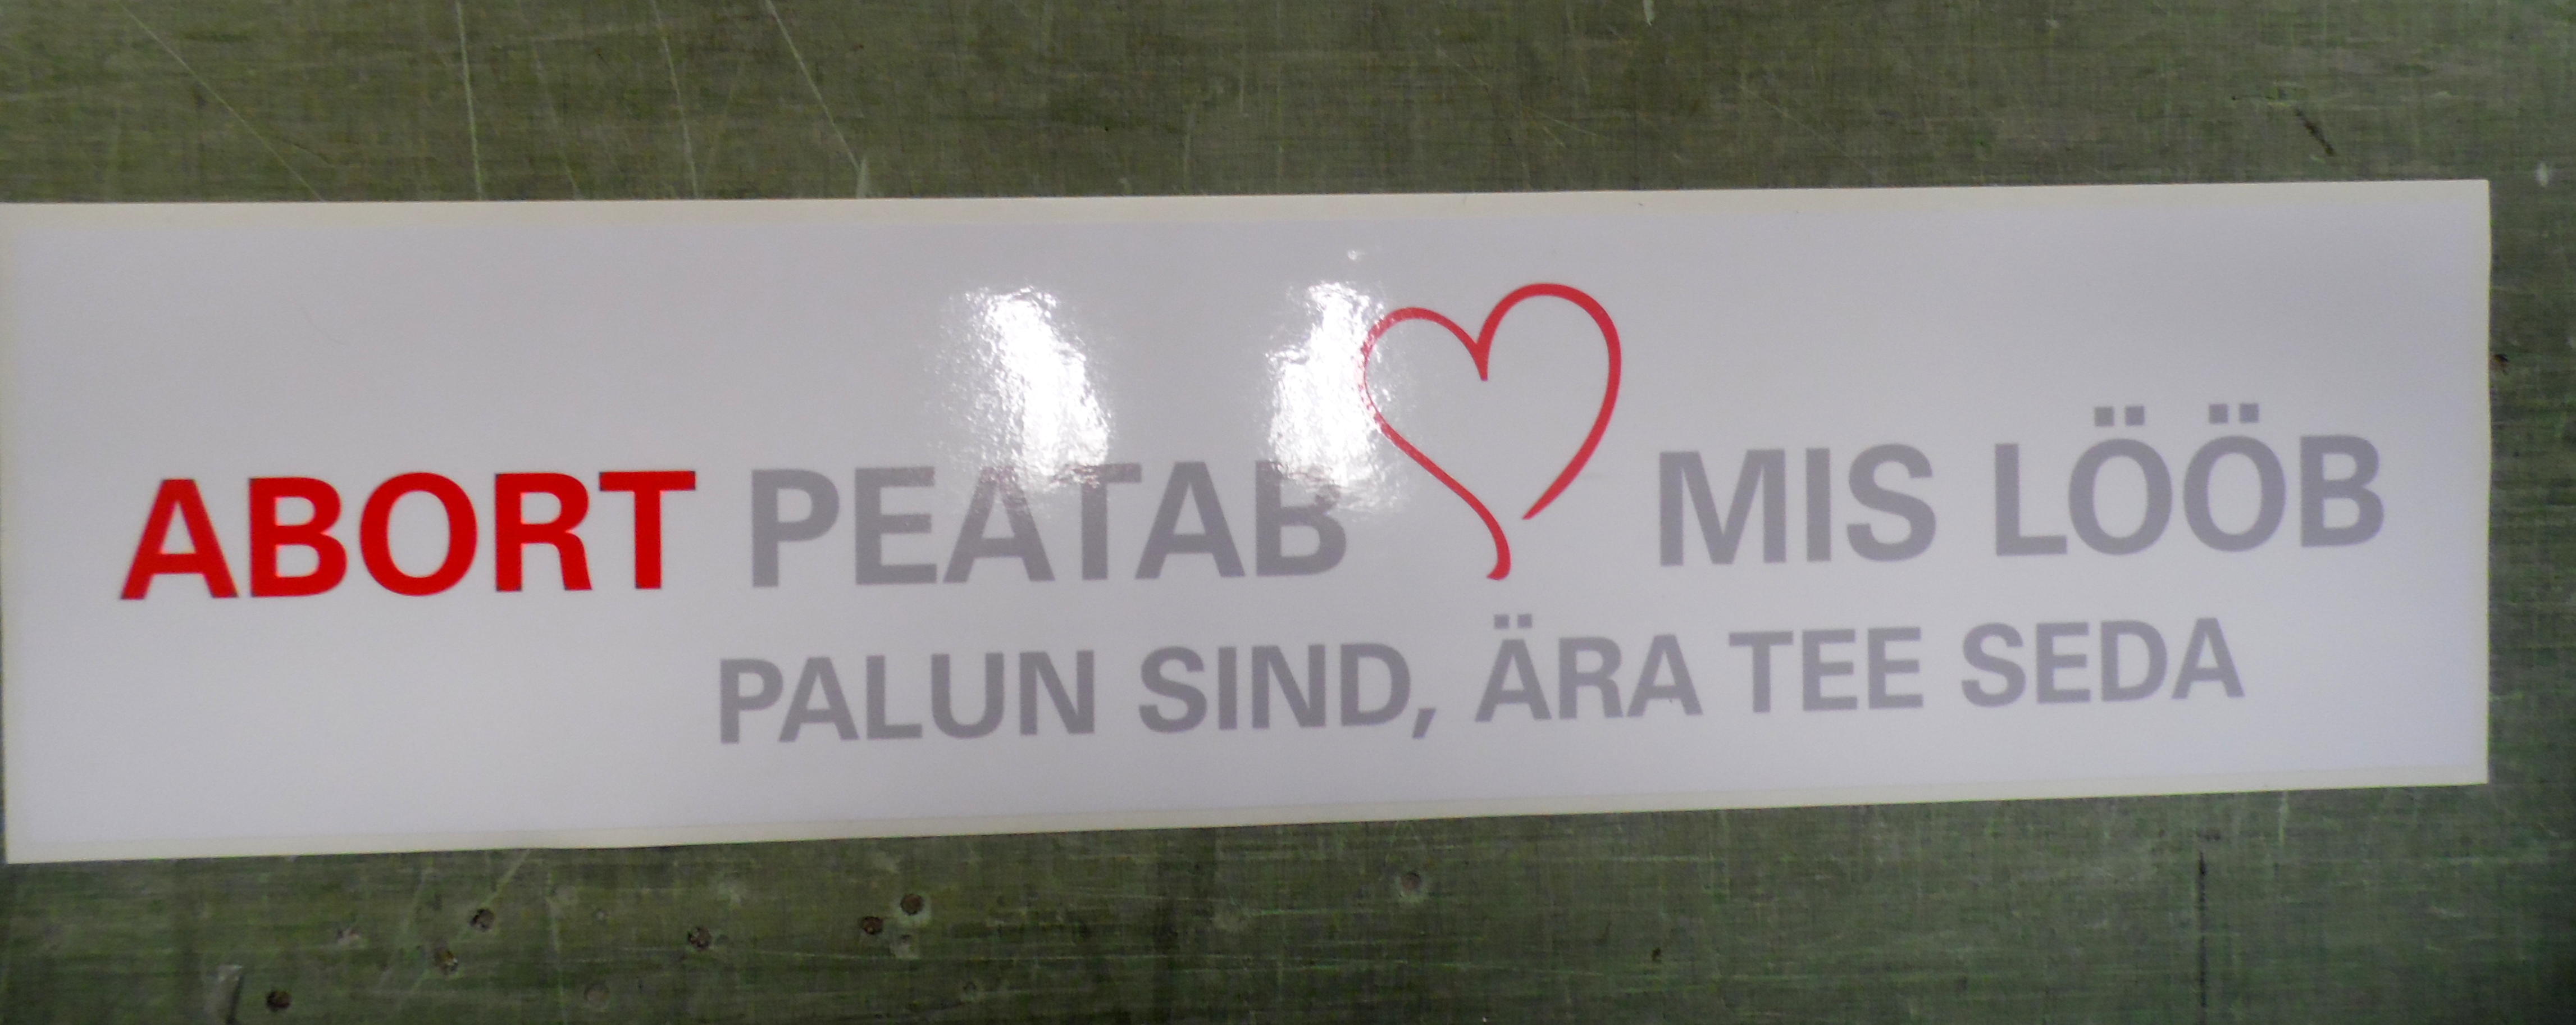 ABORT PEATAB MIS LÖÖB
PALUN SIND, ÄRA TEE SEDA